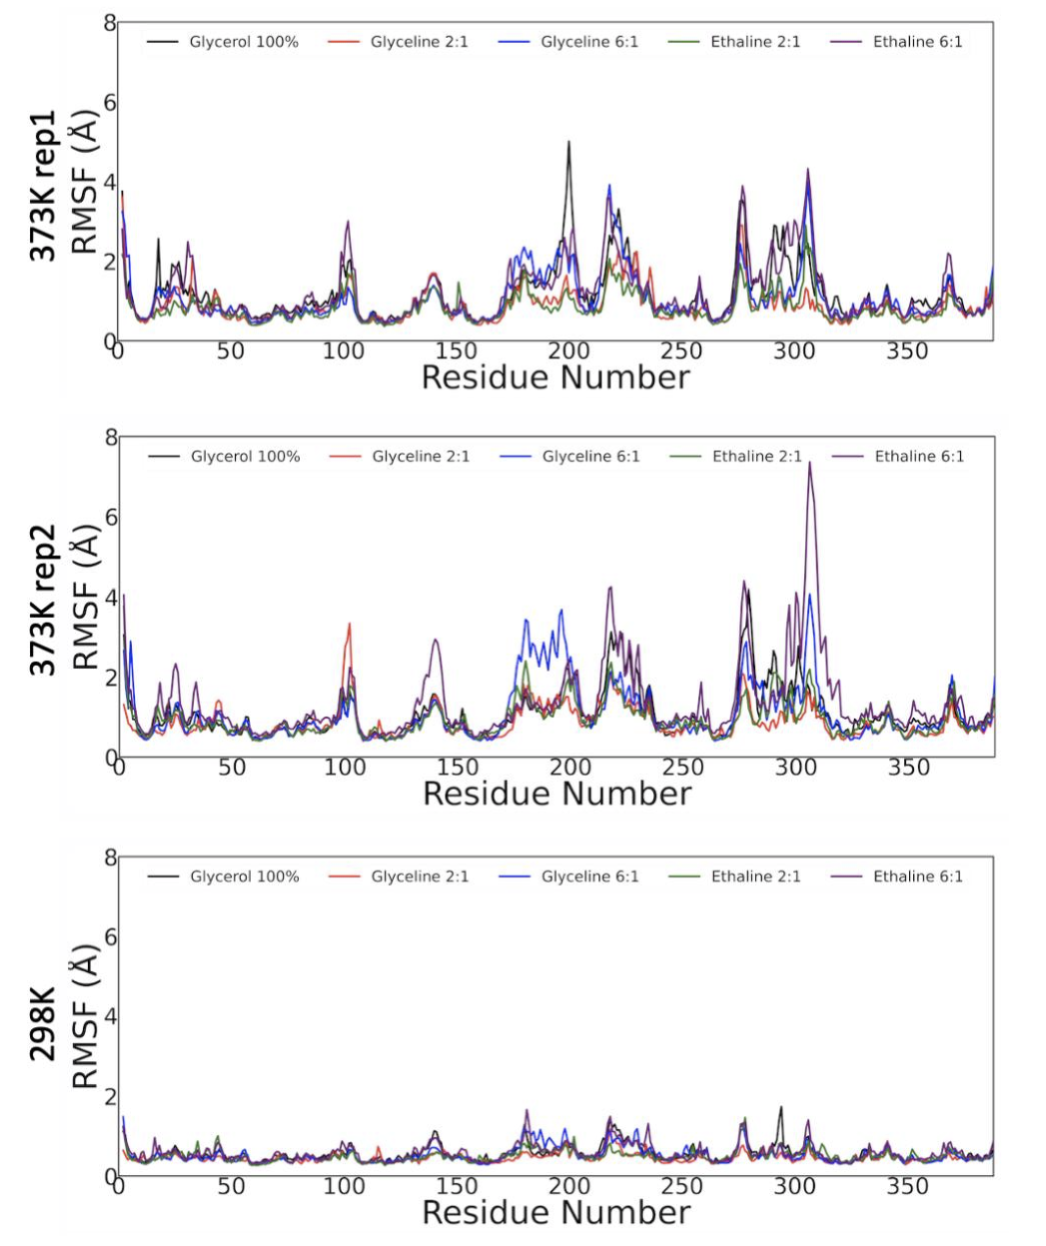 373K rep1
RMSF (Å)
8
6
4
2
0
Glycerol 100% Glyceline 2:1 Glyceline 6:1 Ethaline 2:1 Ethaline 6:1
0 50 100 150 200 250 300 350
Residue Number
373K rep2
RMSF (Å)
8
6
4
2
0
Glycerol 100% Glyceline 2:1 Glyceline 6:1 Ethaline 2:1 Ethaline 6:1
0 50 100 150 200 250 300 350
Residue Number
298K
RMSF (Å)
8
6
4
2
0
Glycerol 100% Glyceline 2:1 Glyceline 6:1 Ethaline 2:1 Ethaline 6:1
0 50 100 150 200 250 300 350
Residue Number